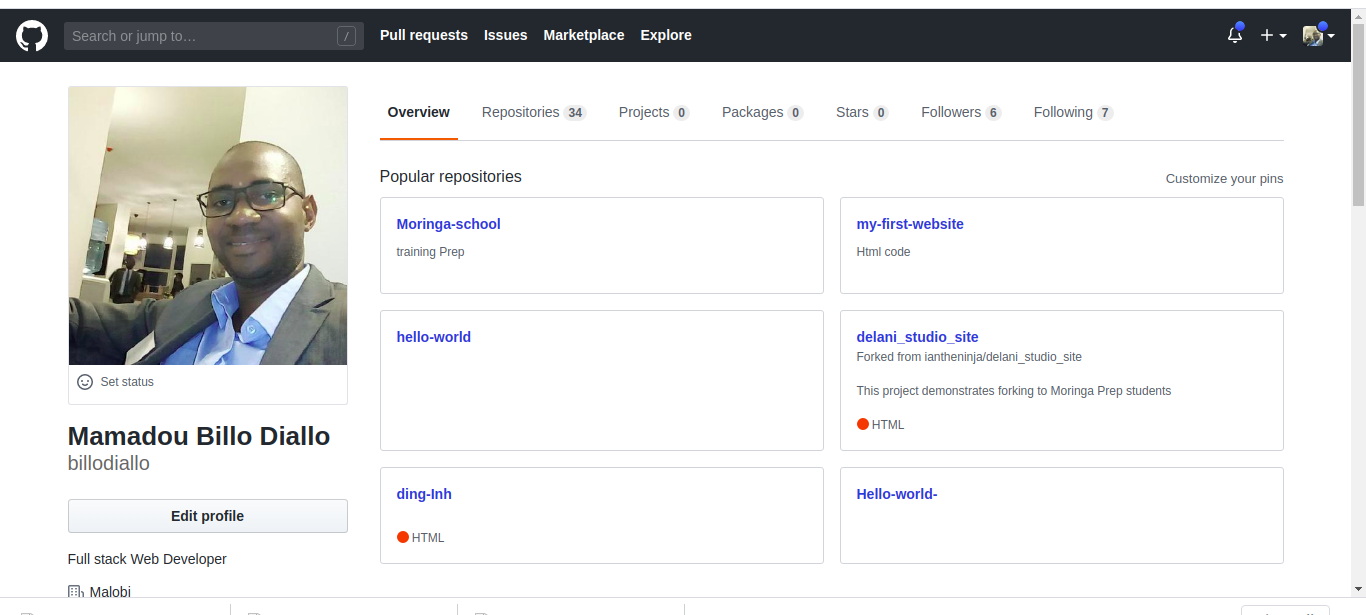 Search or jump to… /
Pull requests Issues Marketplace Explore
Overview Repositories 34 Projects 0 Packages 0 Stars 0 Followers 6 Following 7
Popular repositories
Customize your pins
Moringa-school
training Prep
my-first-website
Html code
hello-world
delani_studio_site
Forked from iantheninja/delani_studio_site
This project demonstrates forking to Moringa Prep students
HTML
ding-Inh
HTML
Hello-world-
Set status
Mamadou Billo Diallo
billodiallo
Edit profile
Full stack Web Developer
Malobi